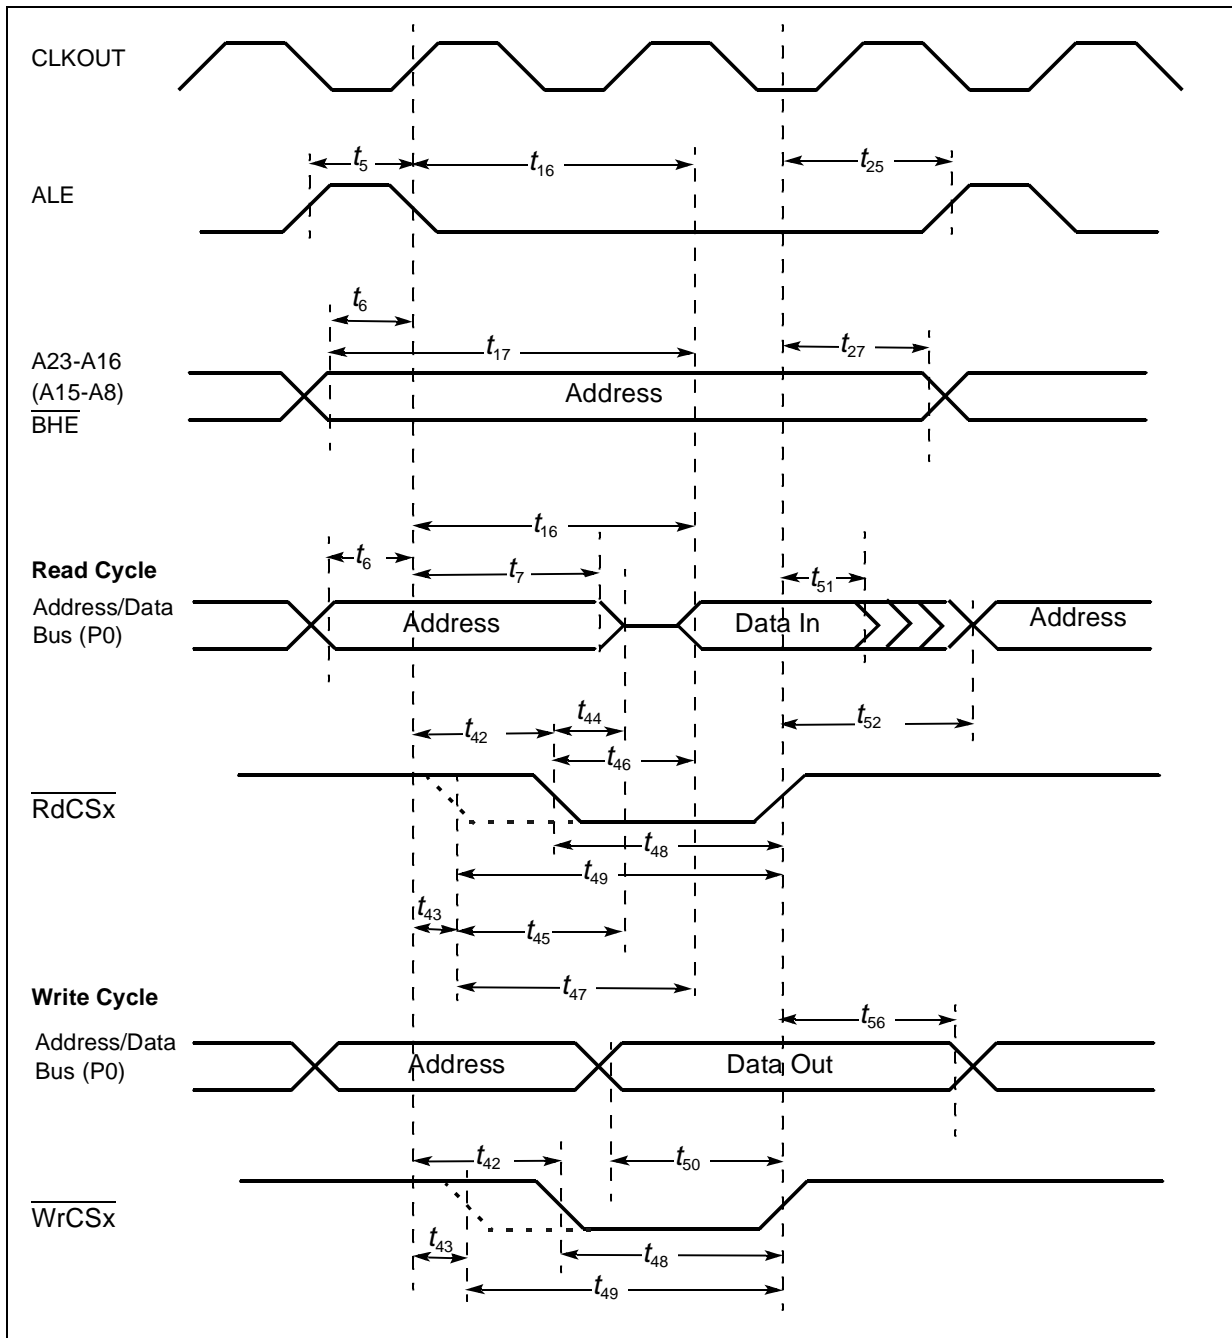 CLKOUT
t5
t16
t25
ALE
t6
t17
t27
A23-A16
(A15-A8)
BHE
Address
t16
t6
t7
t51
Read Cycle
Address/Data
Bus (P0)
Address
Data In
Address
t44
t42
t52
t46
RdCSx
t48
t49
t43
t45
t47
Write Cycle
t56
Address/Data
Bus (P0)
Address
Data Out
t42
t50
WrCSx
t43
t48
t49